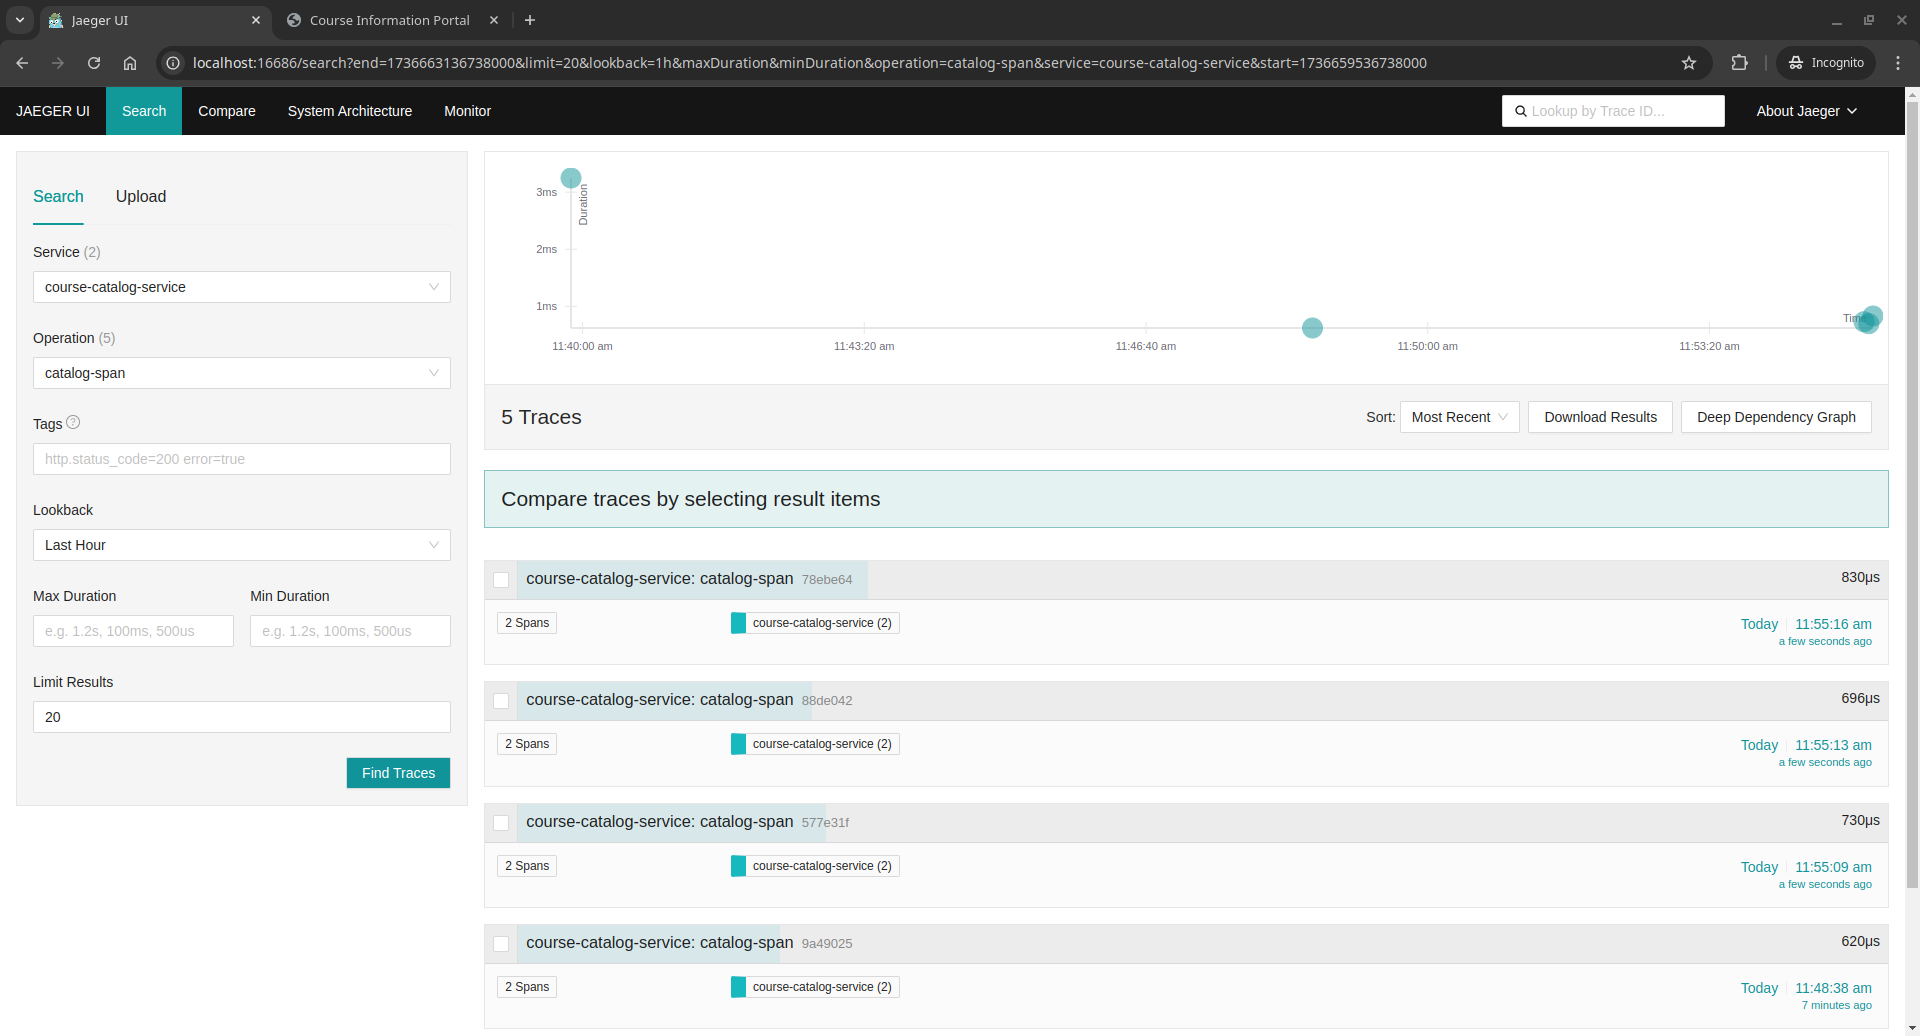 Jaeger UI
Course Information Portal
localhost:16686/search?end=1736663136738000&limit=20&lookback=1h&maxDuration&minDuration&operation=catalog-span&service=course-catalog-service&start=1736659536738000
Incognito
JAEGER UI Search Compare System Architecture Monitor
Lookup by Trace ID...
About Jaeger
Search Upload
Service (2)
course-catalog-service
Operation (5)
catalog-span
Tags ?
http.status_code=200 error=true
Lookback
Last Hour
Max Duration Min Duration
e.g. 1.2s, 100ms, 500us e.g. 1.2s, 100ms, 500us
Limit Results
20
Find Traces
3ms
2ms
1ms
Duration
Time
11:40:00 am 11:43:20 am 11:46:40 am 11:50:00 am 11:53:20 am
5 Traces
Sort: Most Recent Download Results Deep Dependency Graph
Compare traces by selecting result items
course-catalog-service: catalog-span 78ebe64 830μs
2 Spans course-catalog-service (2) Today 11:55:16 am
a few seconds ago
course-catalog-service: catalog-span 88de042 696μs
2 Spans course-catalog-service (2) Today 11:55:13 am
a few seconds ago
course-catalog-service: catalog-span 577e31f 730μs
2 Spans course-catalog-service (2) Today 11:55:09 am
a few seconds ago
course-catalog-service: catalog-span 9a49025 620μs
2 Spans course-catalog-service (2) Today 11:48:38 am
7 minutes ago